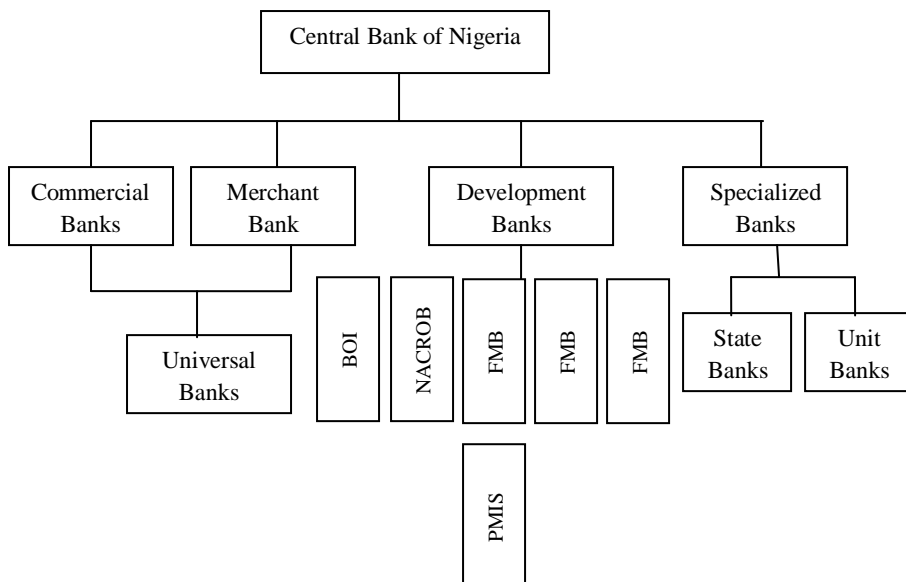 Central Bank of Nigeria
Commercial
Banks
Merchant
Bank
Development
Banks
Specialized
Banks
Universal
Banks
BOI
NACROB
FMB
FMB
FMB
State
Banks
Unit
Banks
PMIS